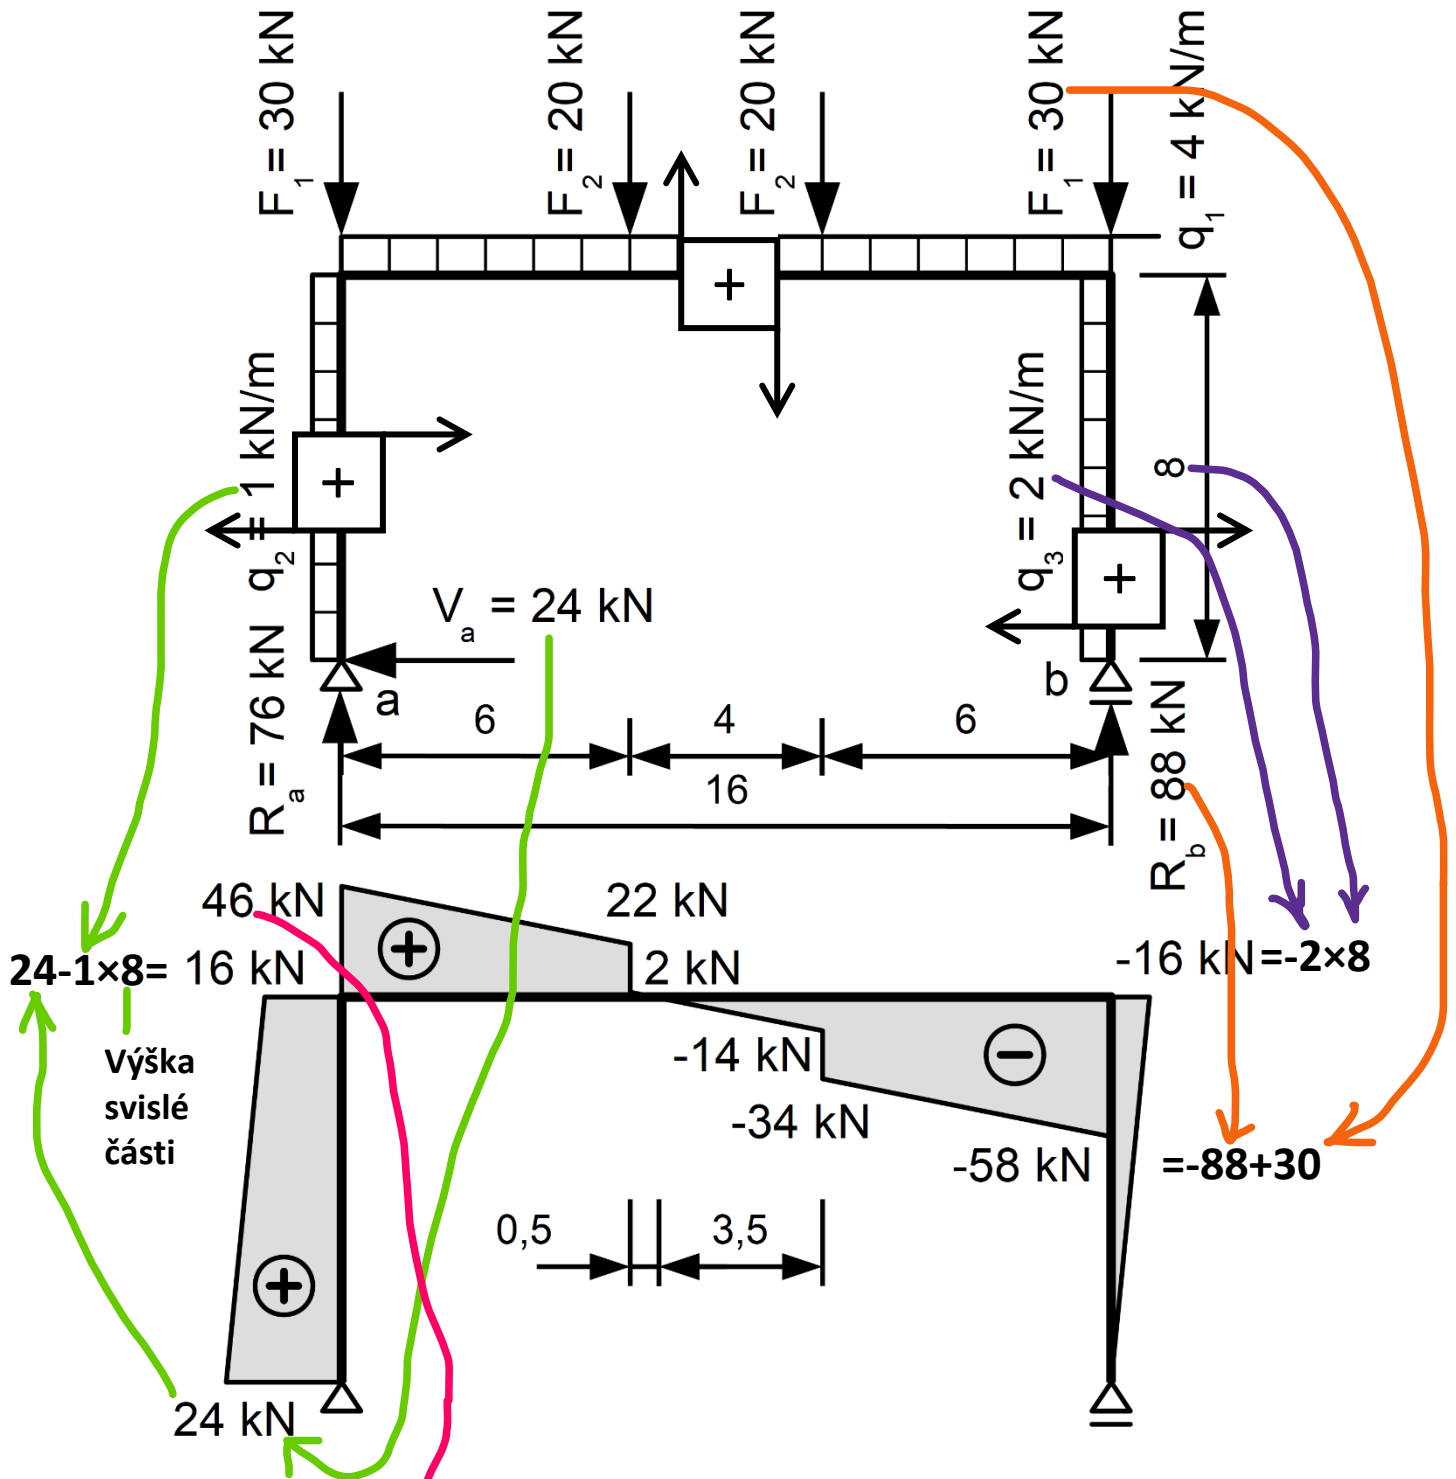 F1 = 30 kN
F2 = 20 kN
F2 = 20 kN
F1 = 30 kN
q1 = 4 kN/m
+
q2 = 1 kN/m
+
q3 = 2 kN/m
+
8
Va = 24 kN
a
b
Ra = 76 kN
Rb = 88 kN
6
4
6
16
46 kN
22 kN
+
24-1×8= 16 kN
2 kN
-16 kN=-2×8
Výška
svislé
části
-14 kN
−
-34 kN
-58 kN
=-88+30
0,5
3,5
+
24 kN